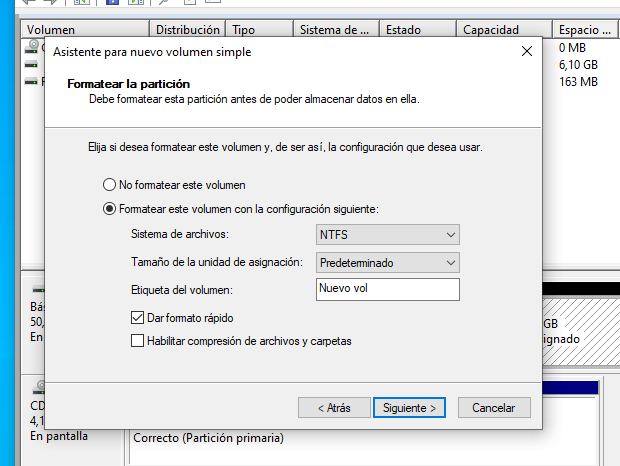 Volumen Distribución Tipo Sistema de ... Estado Capacidad Espacio ...
Asistente para nuevo volumen simple
0 MB
6,10 GB
163 MB
Formatear la partición
Debe formatear esta partición antes de poder almacenar datos en ella.
Elija si desea formatear este volumen y, de ser así, la configuración que desea usar.
No formatear este volumen
Formatear este volumen con la configuración siguiente:
Sistema de archivos: NTFS
Tamaño de la unidad de asignación: Predeterminado
Etiqueta del volumen: Nuevo vol
Dar formato rápido
Habilitar compresión de archivos y carpetas
Bás
50,
En
GB
ignado
< Atrás Siguiente > Cancelar
CD
4,1
En pantalla
Correcto (Partición primaria)